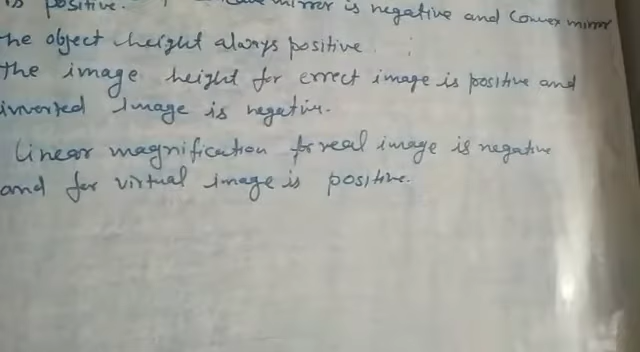 is positive. mirror is negative and Convex mirror
The object height always positive.
The image height for errect image is positive and
inverted image is negative.
Linear magnification for real image is negative
and for virtual image is positive.